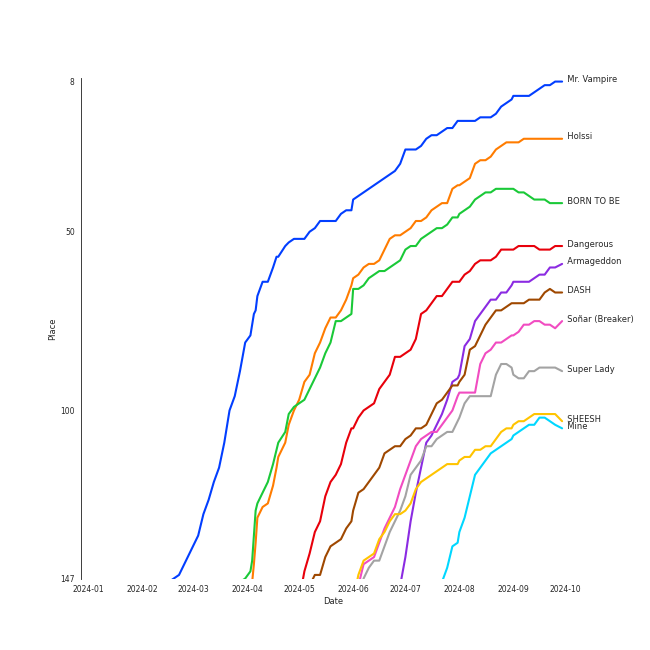 8
50
100
147
Place
2024-01
2024-02
2024-03
2024-04
2024-05
2024-06
2024-07
2024-08
2024-09
2024-10
Date
Mr. Vampire
Holssi
BORN TO BE
Dangerous
Armageddon
DASH
Soñar (Breaker)
Super Lady
SHEESH
Mine